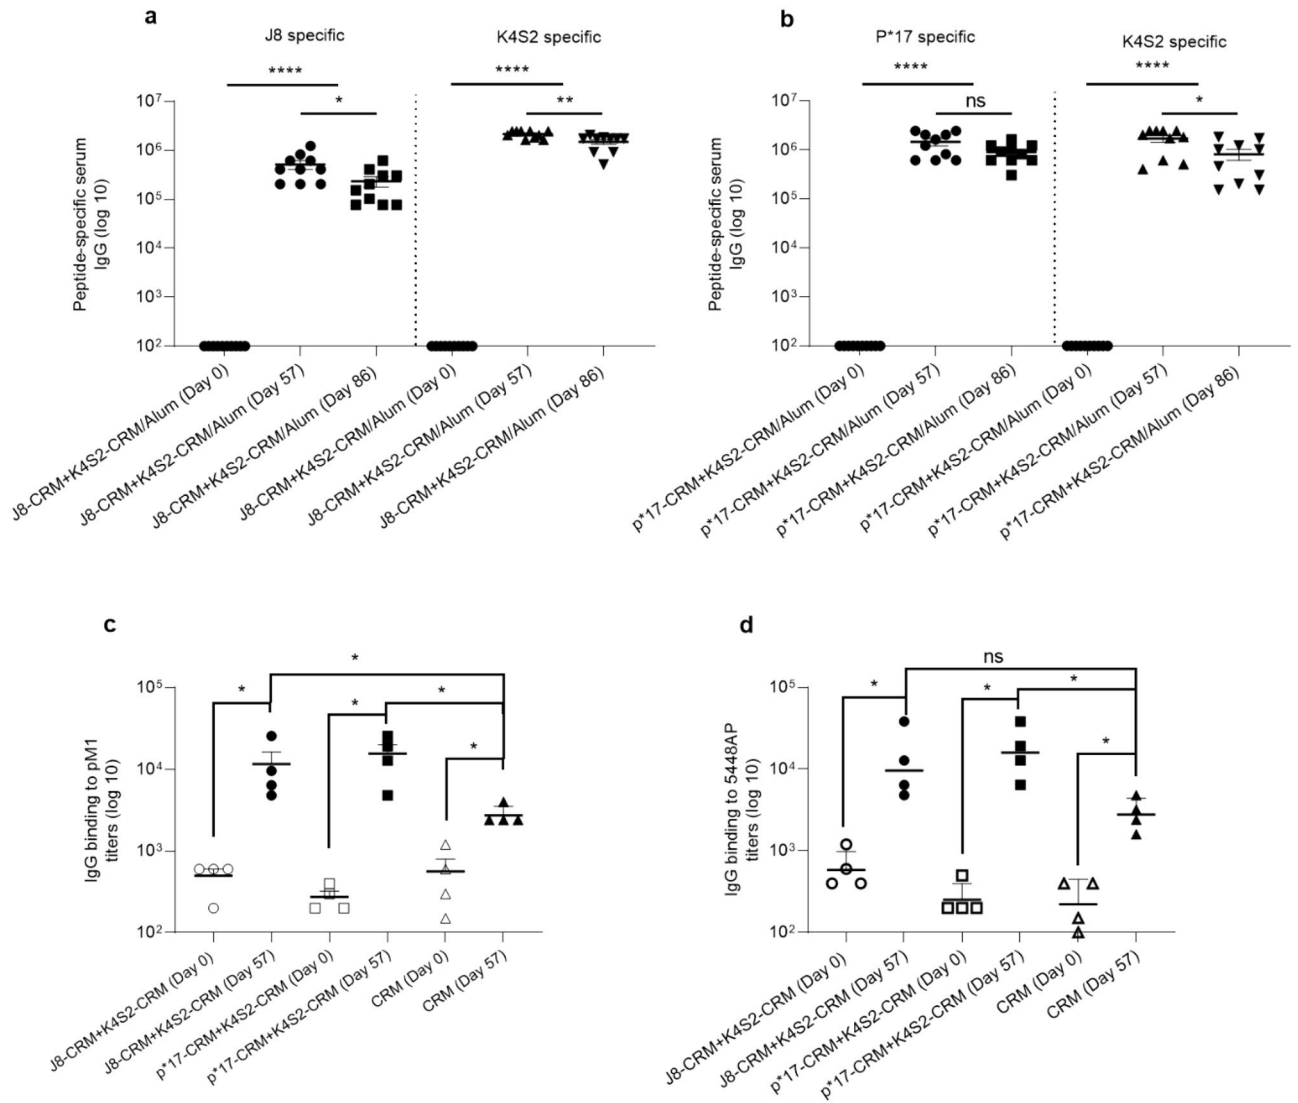 a
J8 specific
K4S2 specific
****
****
*
**
10⁷
10⁶
10⁵
10⁴
10³
10²
Peptide-specific serum
IgG (log 10)
J8-CRM+K4S2-CRM/Alum (Day 0)
J8-CRM+K4S2-CRM/Alum (Day 57)
J8-CRM+K4S2-CRM/Alum (Day 86)
J8-CRM+K4S2-CRM/Alum (Day 0)
J8-CRM+K4S2-CRM/Alum (Day 57)
J8-CRM+K4S2-CRM/Alum (Day 86)
b
P*17 specific
K4S2 specific
****
****
ns
*
10⁷
10⁶
10⁵
10⁴
10³
10²
Peptide-specific serum
IgG (log 10)
p*17-CRM+K4S2-CRM/Alum (Day 0)
p*17-CRM+K4S2-CRM/Alum (Day 57)
p*17-CRM+K4S2-CRM/Alum (Day 86)
p*17-CRM+K4S2-CRM/Alum (Day 0)
p*17-CRM+K4S2-CRM/Alum (Day 57)
p*17-CRM+K4S2-CRM/Alum (Day 86)
c
*
*
*
*
*
10⁵
10⁴
10³
10²
IgG binding to pM1
titers (log 10)
J8-CRM+K4S2-CRM (Day 0)
J8-CRM+K4S2-CRM (Day 57)
p*17-CRM+K4S2-CRM (Day 0)
p*17-CRM+K4S2-CRM (Day 57)
CRM (Day 0)
CRM (Day 57)
d
ns
*
*
*
*
10⁵
10⁴
10³
10²
IgG binding to 5448AP
titers (log 10)
J8-CRM+K4S2-CRM (Day 0)
J8-CRM+K4S2-CRM (Day 57)
p*17-CRM+K4S2-CRM (Day 0)
p*17-CRM+K4S2-CRM (Day 57)
CRM (Day 0)
CRM (Day 57)